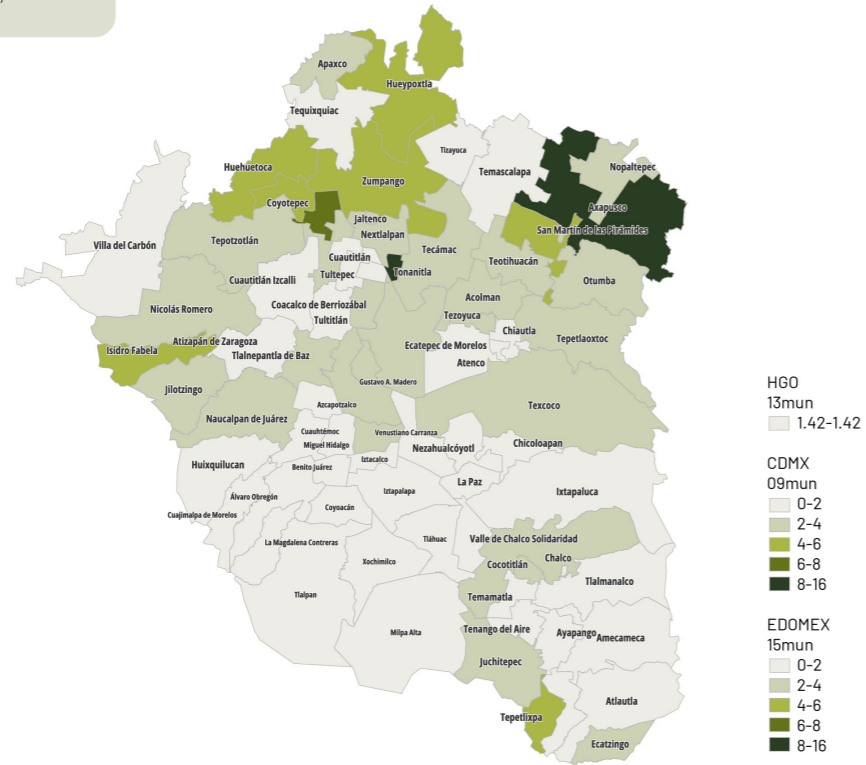 Apaxco
Hueypoxtla
Tequixquiac
Tizayuca
Temascalapa
Nopaltepec
Huehuetoca
Zumpango
Coyotepec
Axapusco
Jaltenco
San Martín de las Pirámides
Villa del Carbón
Tepotzotlán
Nextlalpan
Tecámac
Cuautitlán
Teotihuacán
Tultepec
Tonanitla
Cuautitlán Izcalli
Otumba
Nicolás Romero
Coacalco de Berriozábal
Acolman
Tultitlán
Tezoyuca
Chiautla
Tepetlaoxtoc
Atizapán de Zaragoza
Isidro Fabela
Ecatepec de Morelos
Tlalnepantla de Baz
Atenco
Gustavo A. Madero
Jilotzingo
Azcapotzalco
Texcoco
Naucalpan de Juárez
Cuauhtémoc
Venustiano Carranza
Miguel Hidalgo
Nezahualcóyotl
Chicoloapan
Huixquilucan
Benito Juárez
Iztacalco
La Paz
Álvaro Obregón
Iztapalapa
Ixtapaluca
Coyoacán
Cuajimalpa de Morelos
La Magdalena Contreras
Tláhuac
Valle de Chalco Solidaridad
Xochimilco
Chalco
Cocotitlán
Tlalmanalco
Tlalpan
Temamatla
Milpa Alta
Tenango del Aire
Ayapango
Amecameca
Juchitepec
Atlautla
Tepetlixpa
Ecatzingo
HGO
13mun
1.42-1.42
CDMX
09mun
0-2
2-4
4-6
6-8
8-16
EDOMEX
15mun
0-2
2-4
4-6
6-8
8-16